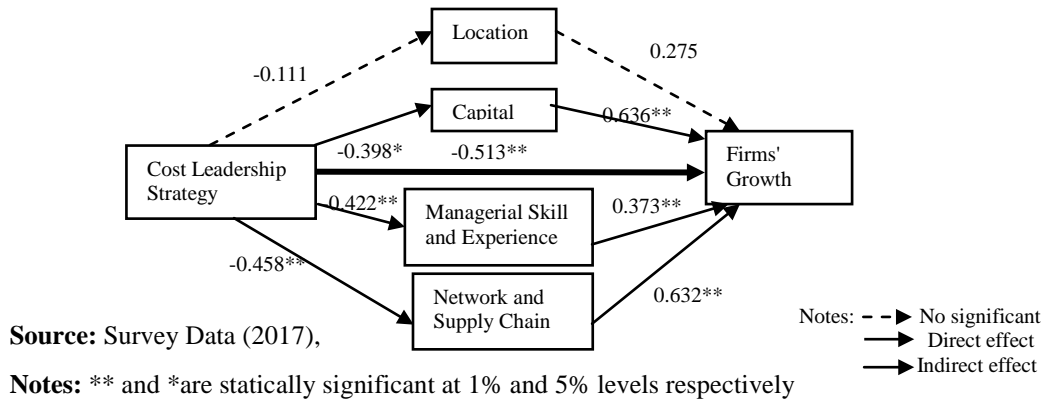 Location
0.275
-0.111
Capital
0.636**
-0.398*
-0.513**
Cost Leadership
Strategy
Firms'
Growth
0.422**
Managerial Skill
and Experience
0.373**
-0.458**
Network and
Supply Chain
0.632**
Source: Survey Data (2017),
Notes:
No significant
Direct effect
Indirect effect
Notes: ** and *are statically significant at 1% and 5% levels respectively